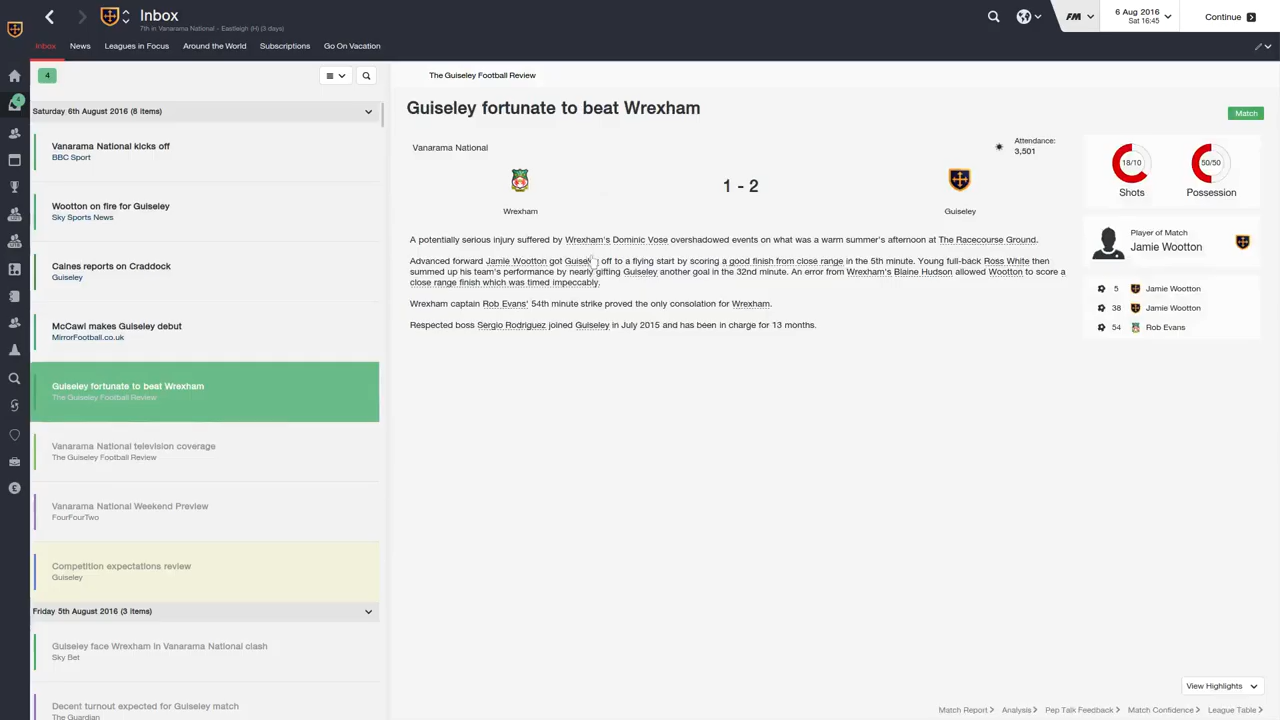 Inbox
7th in Vanarama National - Eastleigh (H) (3 days)
FM
6 Aug 2016
Sat 16:45
Continue
Inbox
News
Leagues in Focus
Around the World
Subscriptions
Go On Vacation
4
4
The Guiseley Football Review
Saturday 6th August 2016 (8 items)
Vanarama National kicks off
BBC Sport
Wootton on fire for Guiseley
Sky Sports News
Caines reports on Craddock
Guiseley
McCawl makes Guiseley debut
MirrorFootball.co.uk
Guiseley fortunate to beat Wrexham
The Guiseley Football Review
Vanarama National television coverage
The Guiseley Football Review
Vanarama National Weekend Preview
FourFourTwo
Competition expectations review
Guiseley
Friday 5th August 2016 (3 items)
Guiseley face Wrexham in Vanarama National clash
Sky Bet
Decent turnout expected for Guiseley match
The Guardian
Guiseley fortunate to beat Wrexham
Match
Vanarama National
Attendance:
3,501
Wrexham
1 - 2
Guiseley
A potentially serious injury suffered by Wrexham's Dominic Vose overshadowed events on what was a warm summer's afternoon at The Racecourse Ground.
Advanced forward Jamie Wootton got Guiseley off to a flying start by scoring a good finish from close range in the 5th minute. Young full-back Ross White then
summed up his team's performance by nearly gifting Guiseley another goal in the 32nd minute. An error from Wrexham's Blaine Hudson allowed Wootton to score a
close range finish which was timed impeccably.
Wrexham captain Rob Evans' 54th minute strike proved the only consolation for Wrexham.
Respected boss Sergio Rodriguez joined Guiseley in July 2015 and has been in charge for 13 months.
18/10
Shots
50/50
Possession
Player of Match
Jamie Wootton
5 Jamie Wootton
38 Jamie Wootton
54 Rob Evans
View Highlights
Match Report
Analysis
Pep Talk Feedback
Match Confidence
League Table